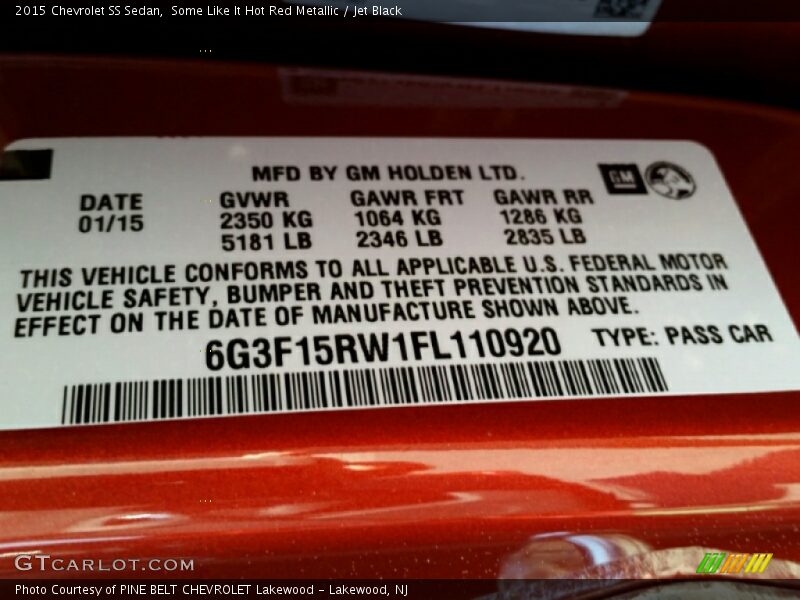 2015 Chevrolet SS Sedan,  Some Like It Hot Red Metallic / Jet Black
MFD BY GM HOLDEN LTD.
GM
DATE GVWR GAWR FRT GAWR RR
01/15 2350 KG 1064 KG 1286 KG
5181 LB 2346 LB 2835 LB
THIS VEHICLE CONFORMS TO ALL APPLICABLE U.S. FEDERAL MOTOR
VEHICLE SAFETY, BUMPER AND THEFT PREVENTION STANDARDS IN
EFFECT ON THE DATE OF MANUFACTURE SHOWN ABOVE.
6G3F15RW1FL110920 TYPE: PASS CAR
GTCARLOT.COM
Photo Courtesy of PINE BELT CHEVROLET Lakewood - Lakewood, NJ